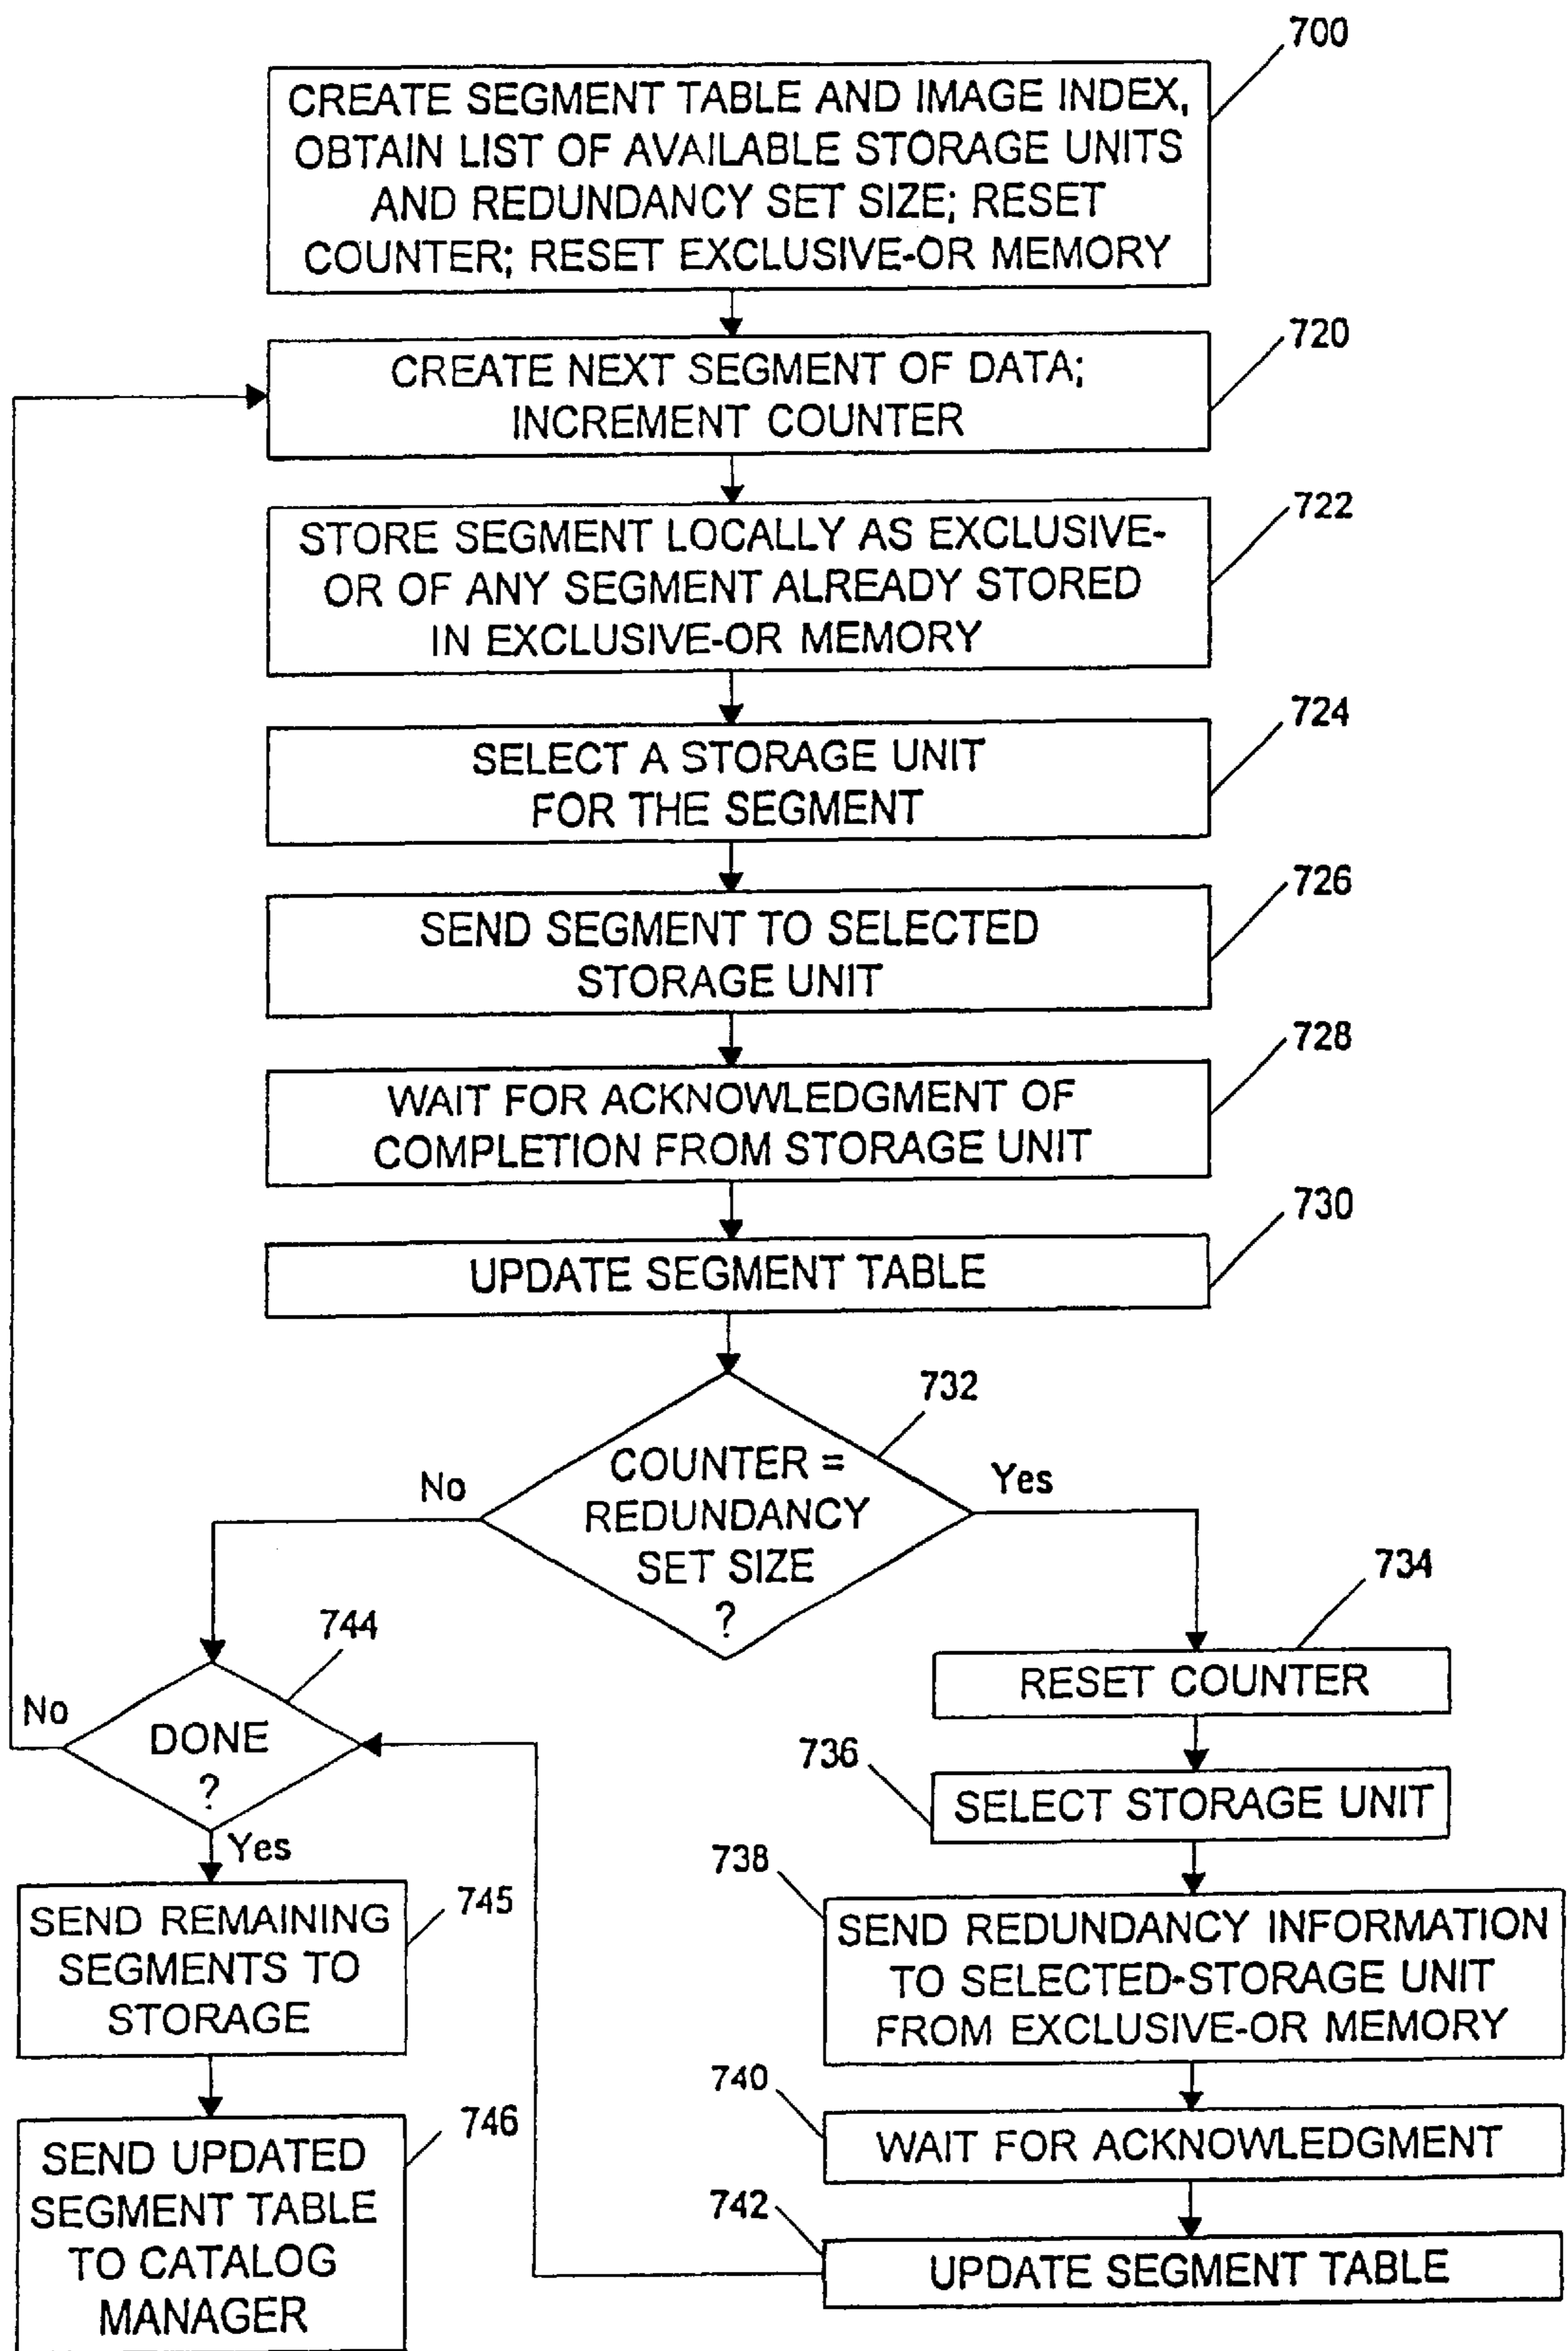 700
CREATE SEGMENT TABLE AND IMAGE INDEX,
OBTAIN LIST OF AVAILABLE STORAGE UNITS
AND REDUNDANCY SET SIZE; RESET
COUNTER; RESET EXCLUSIVE-OR MEMORY
720
CREATE NEXT SEGMENT OF DATA;
INCREMENT COUNTER
722
STORE SEGMENT LOCALLY AS EXCLUSIVE-
OR OF ANY SEGMENT ALREADY STORED
IN EXCLUSIVE-OR MEMORY
724
SELECT A STORAGE UNIT
FOR THE SEGMENT
726
SEND SEGMENT TO SELECTED
STORAGE UNIT
728
WAIT FOR ACKNOWLEDGMENT OF
COMPLETION FROM STORAGE UNIT
730
UPDATE SEGMENT TABLE
732
COUNTER =
REDUNDANCY
SET SIZE
?
No
Yes
734
RESET COUNTER
736
SELECT STORAGE UNIT
738
SEND REDUNDANCY INFORMATION
TO SELECTED-STORAGE UNIT
FROM EXCLUSIVE-OR MEMORY
740
WAIT FOR ACKNOWLEDGMENT
742
UPDATE SEGMENT TABLE
744
DONE
?
No
Yes
745
SEND REMAINING
SEGMENTS TO
STORAGE
746
SEND UPDATED
SEGMENT TABLE
TO CATALOG
MANAGER